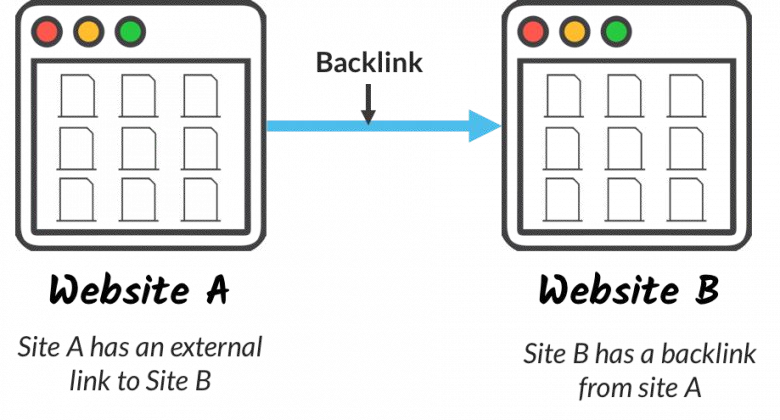 Backlink
Website A
Website B
Site A has an external
link to Site B
Site B has a backlink
from site A